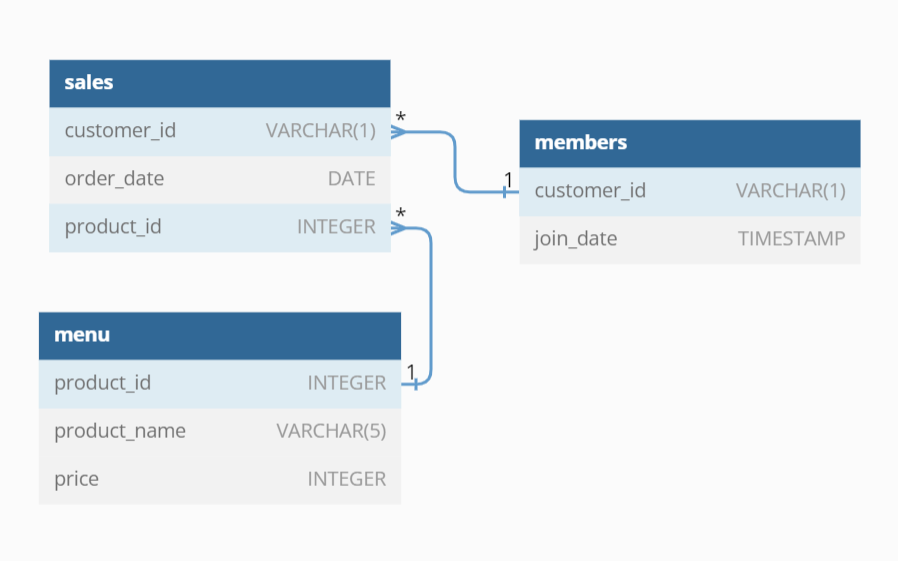 sales
customer_id VARCHAR(1) *
order_date DATE
product_id INTEGER *
members
1 customer_id VARCHAR(1)
join_date TIMESTAMP
menu
product_id INTEGER 1
product_name VARCHAR(5)
price INTEGER